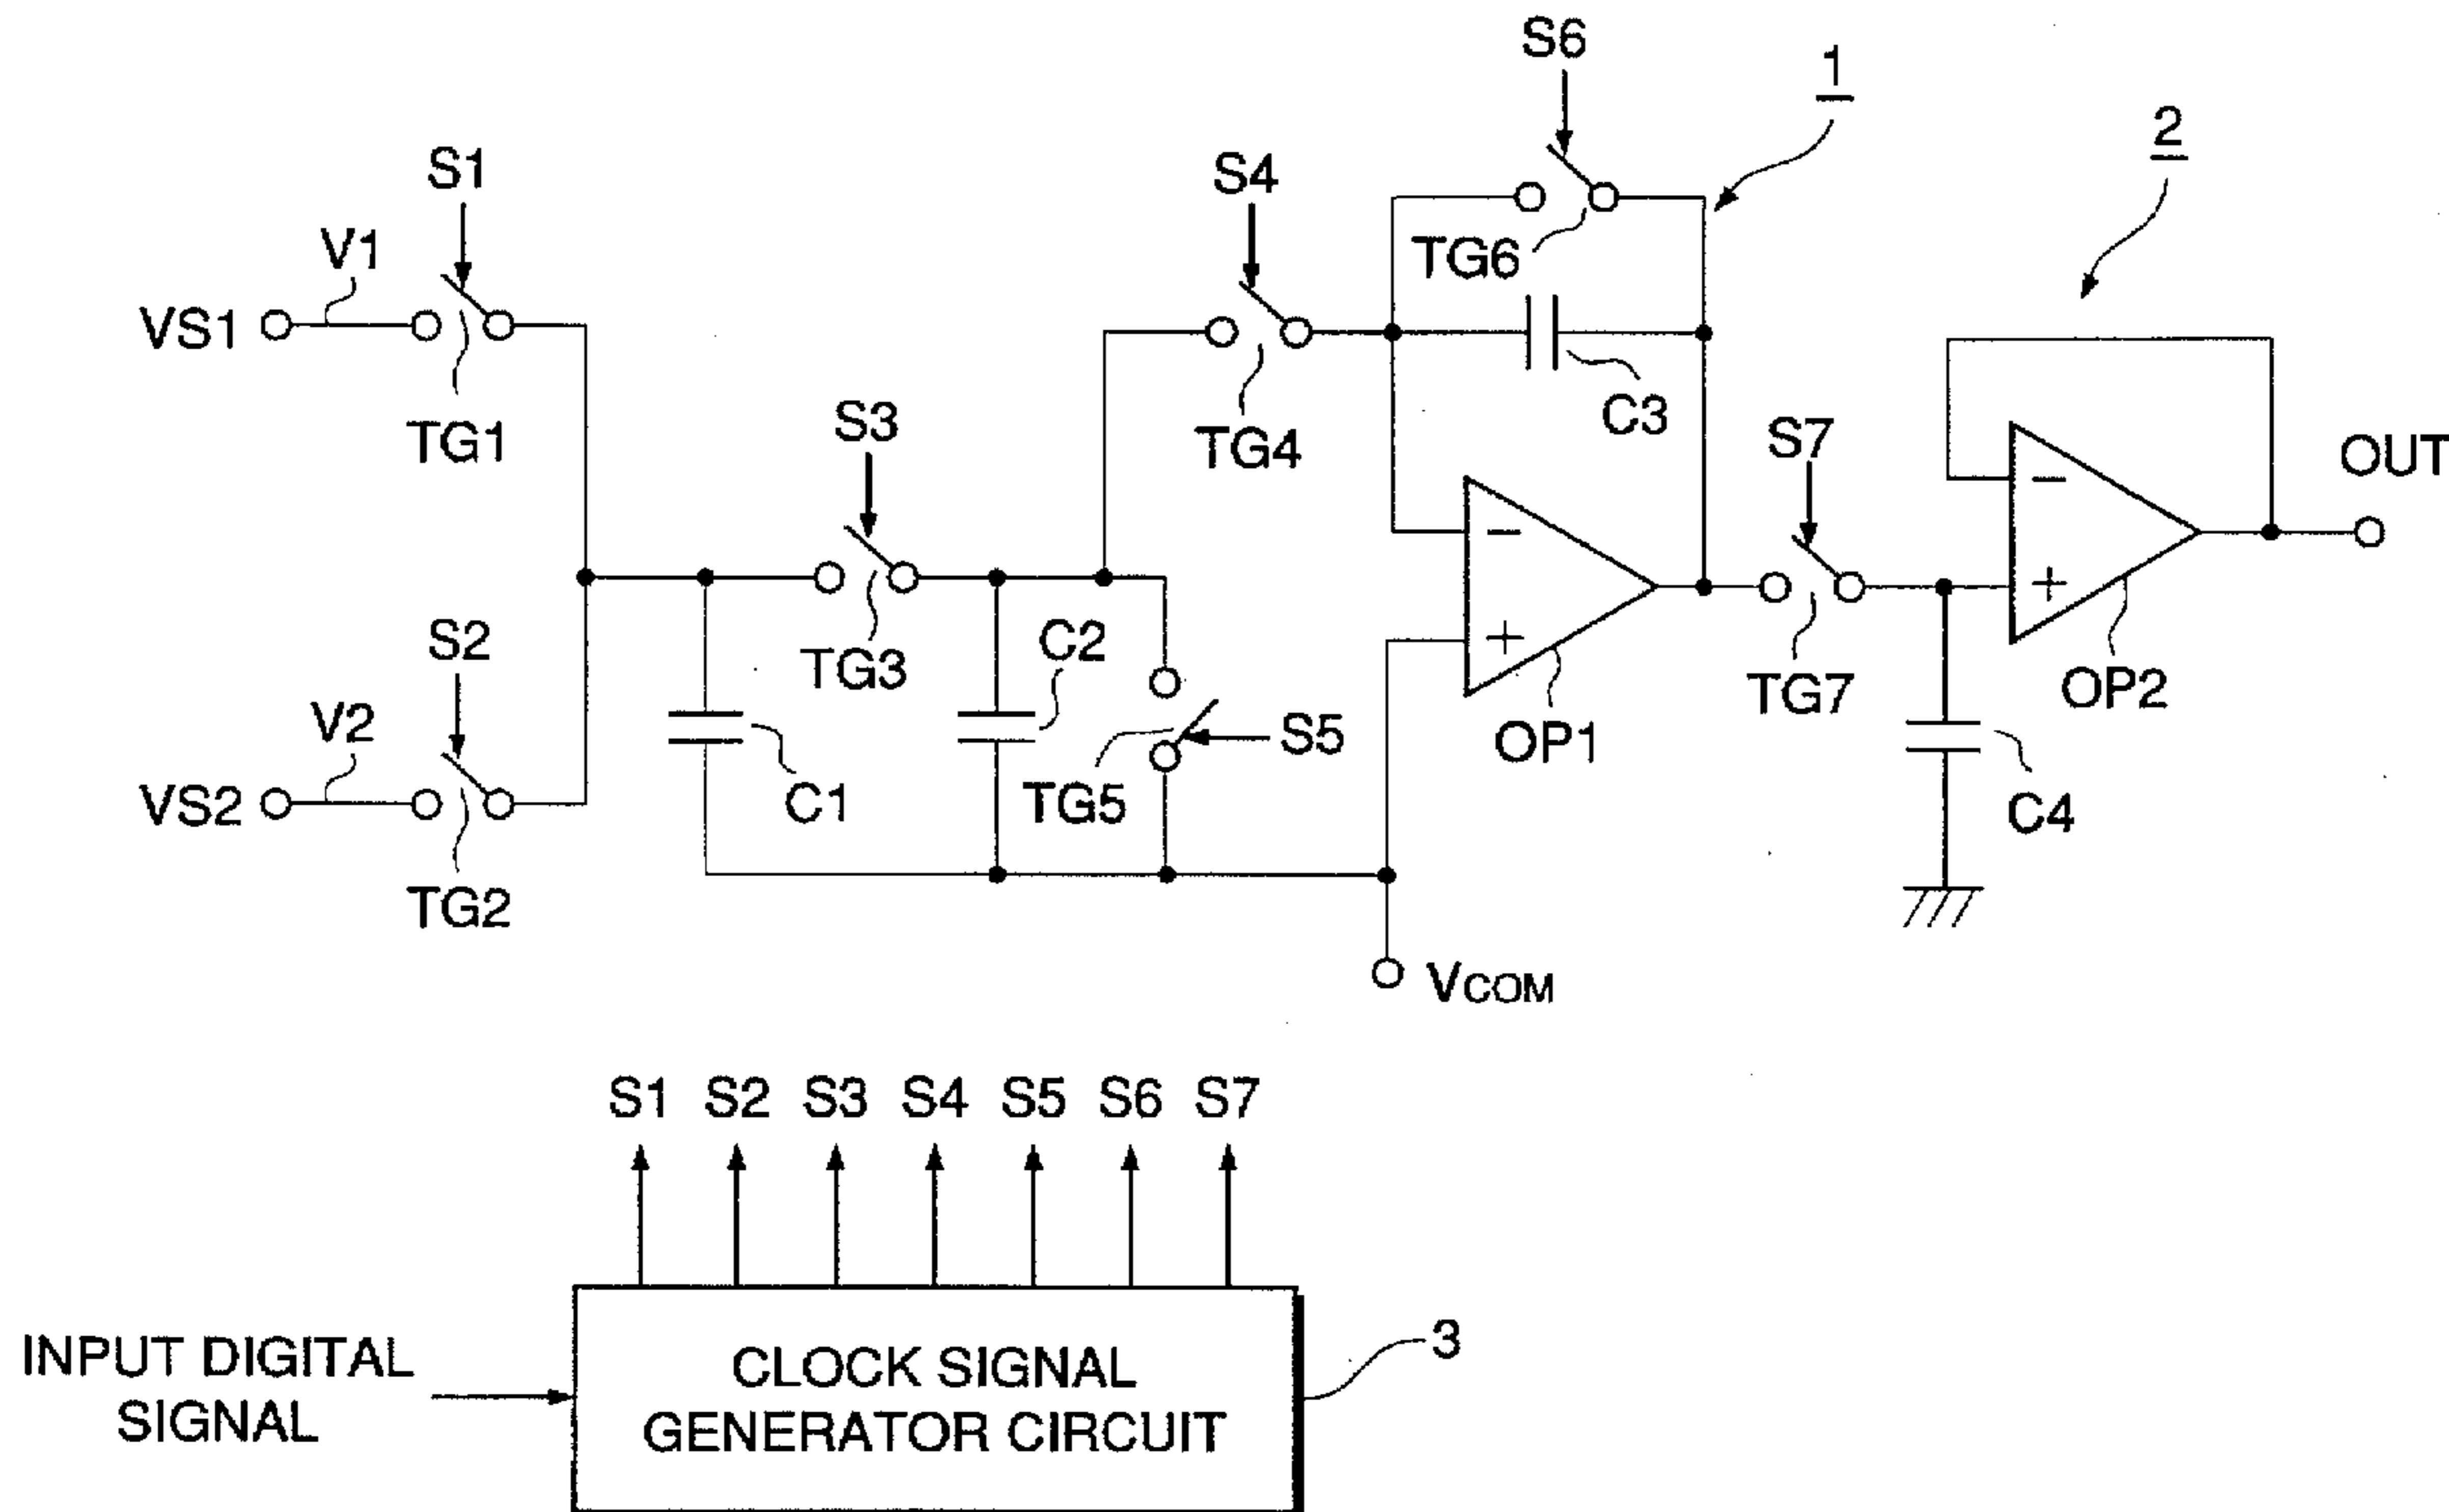 S6
1
2
S1
S4
V1
TG6
VS1
C3
S3
TG1
TG4
S7
OUT
−
−
S2
C2
+
+
TG3
V2
TG7
OP2
OP1
S5
VS2
C1
TG5
C4
TG2
VCOM
S1 S2 S3 S4 S5 S6 S7
INPUT DIGITAL
SIGNAL
CLOCK SIGNAL
GENERATOR CIRCUIT
3